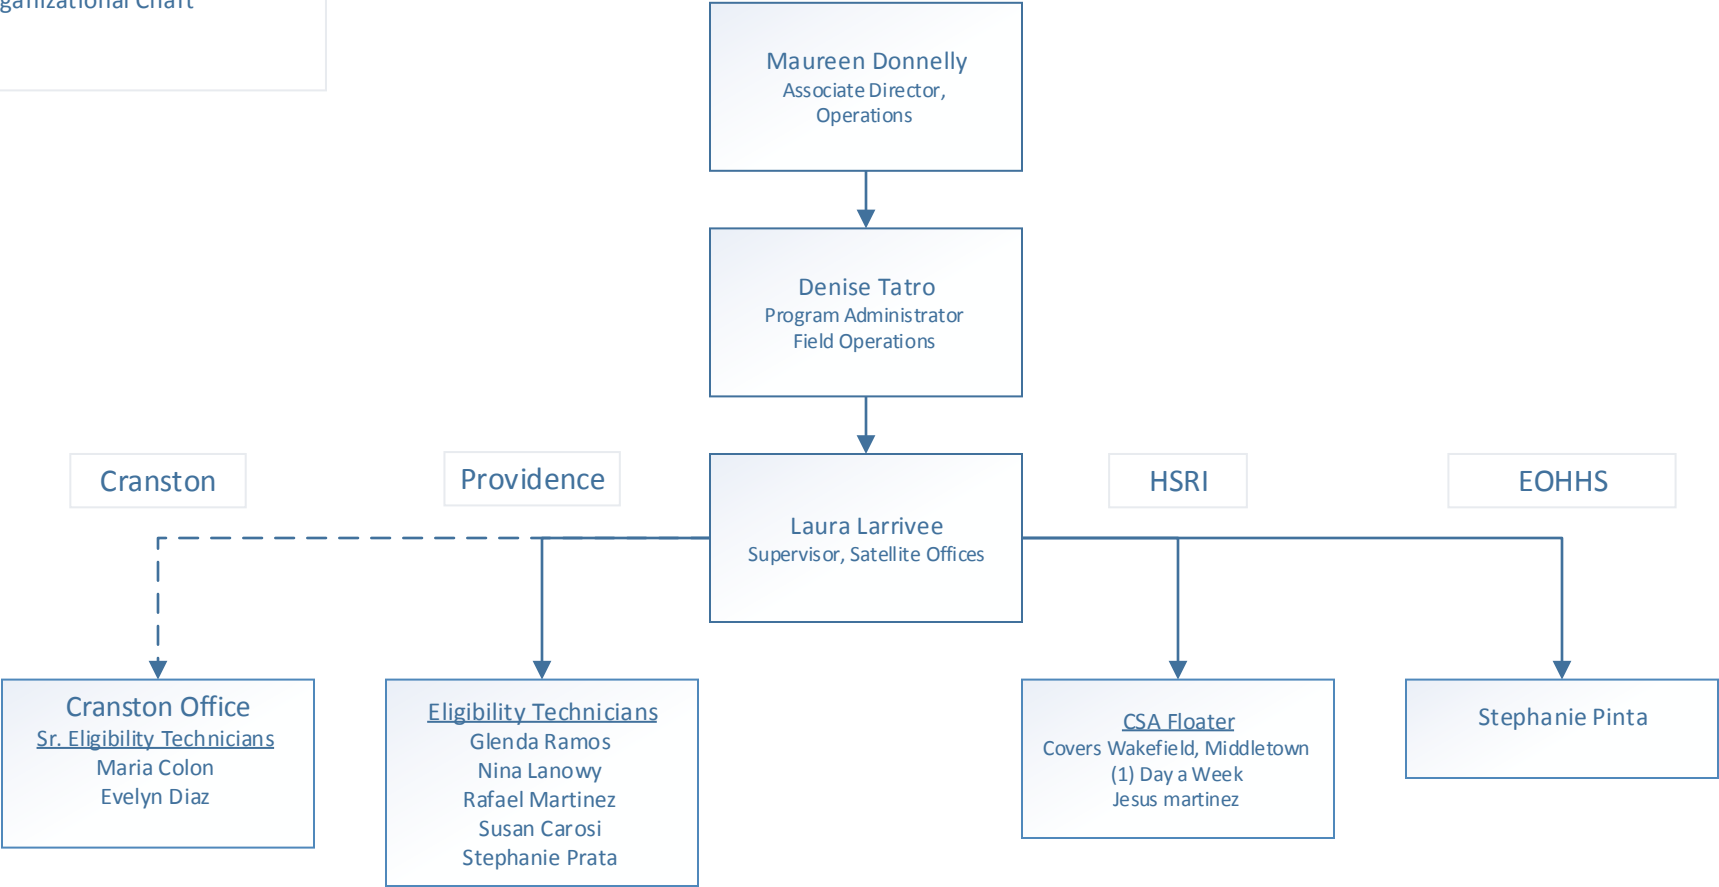 Chart
Maureen Donnelly
Associate Director,
Operations
Denise Tatro
Program Administrator
Field Operations
Cranston
Providence
HSRI
EOHHS
Laura Larrivee
Supervisor, Satellite Offices
Cranston Office
Sr. Eligibility Technicians
Maria Colon
Evelyn Diaz
Eligibility Technicians
Glenda Ramos
Nina Lanowy
Rafael Martinez
Susan Carosi
Stephanie Prata
CSA Floater
Covers Wakefield, Middletown
(1) Day a Week
Jesus martinez
Stephanie Pinta